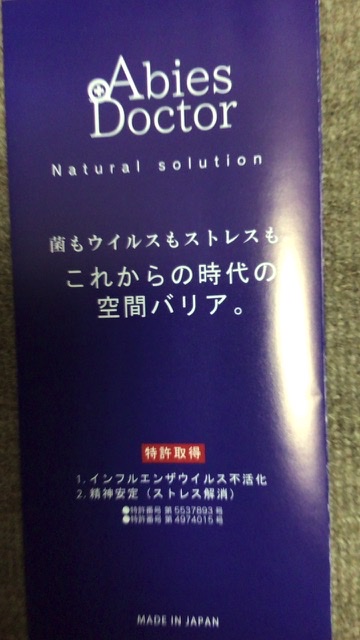 Abies
Doctor
Natural solution
菌もウイルスもストレスも
これからの時代の
空間バリア。
特許取得
1. インフルエンザウイルス不活化
2. 精神安定（ストレス解消）
●特許番号 第5537893号
●特許番号 第4974015号
MADE IN JAPAN